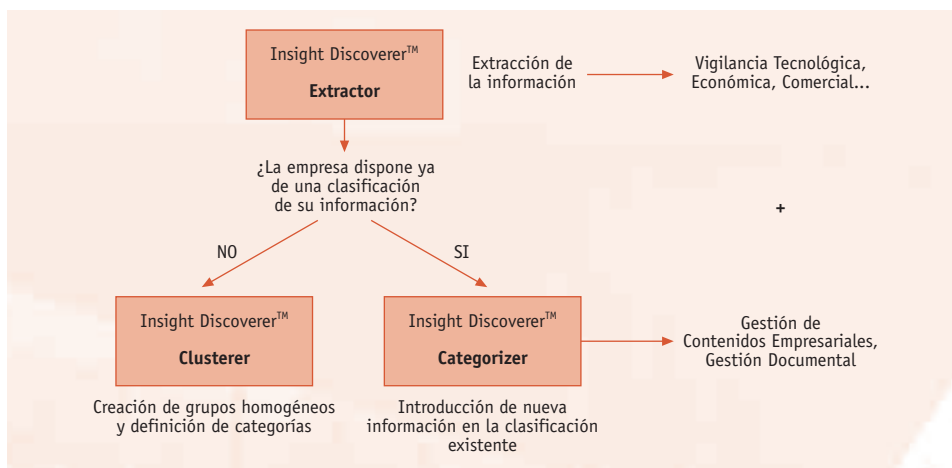 Insight Discoverer™
Extractor
Extracción de
la información
Vigilancia Tecnológica,
Económica, Comercial...
¿La empresa dispone ya
de una clasificación
de su información?
+
NO
SI
Insight Discoverer™
Clusterer
Insight Discoverer™
Categorizer
Gestión de
Contenidos Empresariales,
Gestión Documental
Creación de grupos homogéneos
y definición de categorías
Introducción de nueva
información en la clasificación
existente